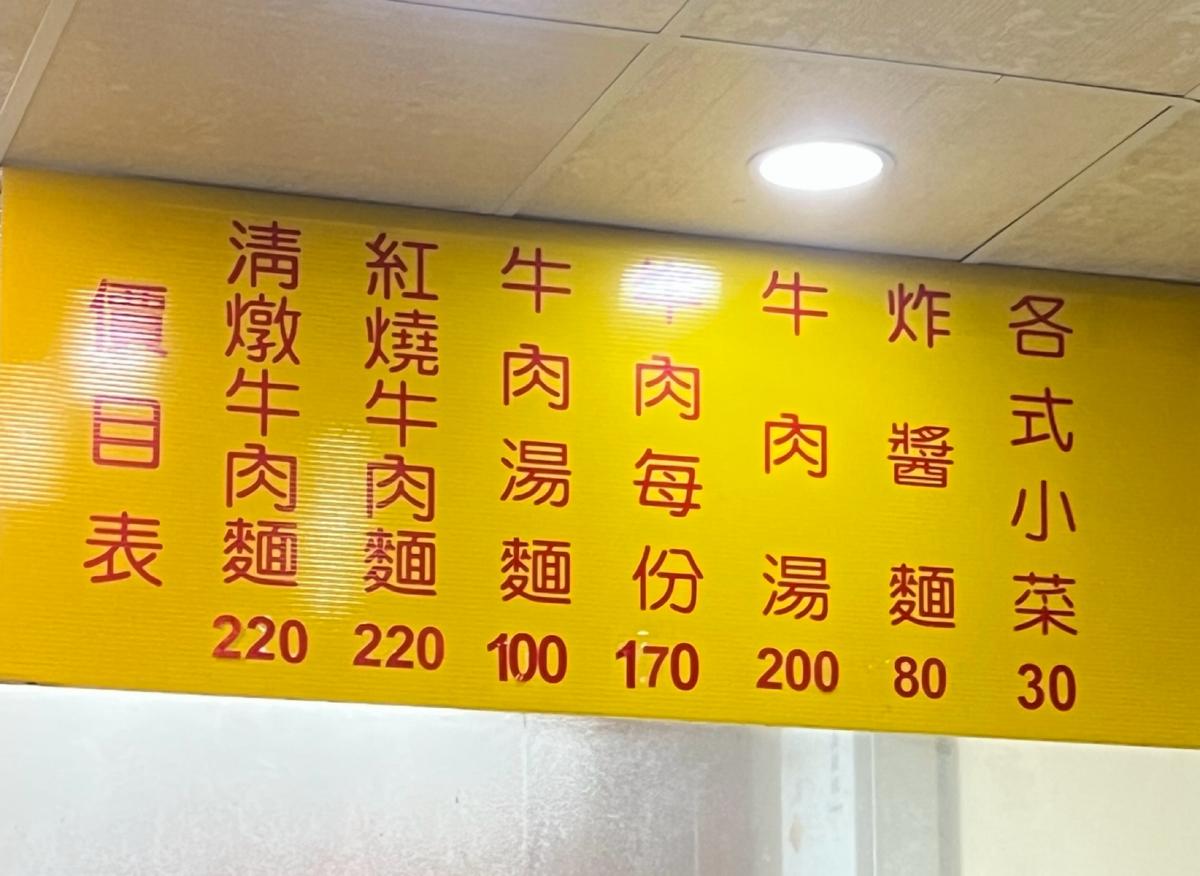 價目表
清燉牛肉麵 220
紅燒牛肉麵 220
牛肉湯麵 100
肉每份 170
牛肉湯 200
炸醬麵 80
各式小菜 30